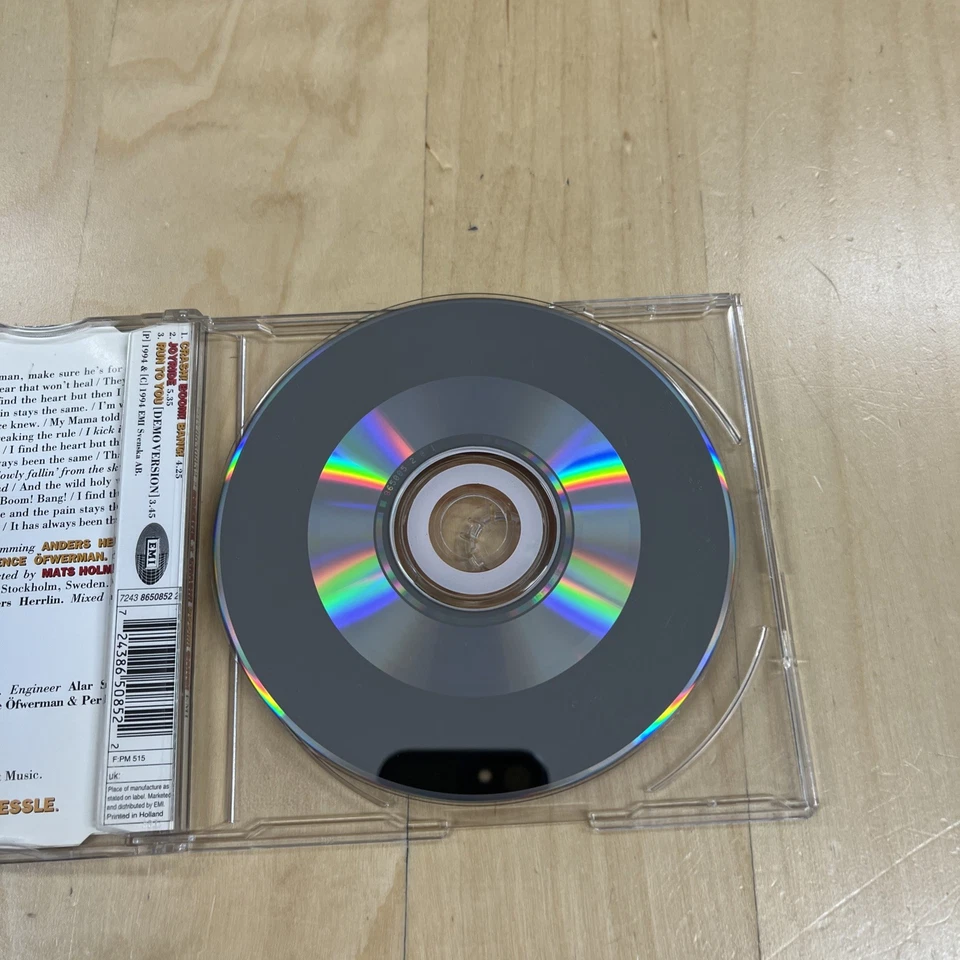 man, make sure he's for
ear that won't heal / They
find the heart but then I
in stays the same. / I'm
e knew. / My Mama told
reaking the rule / I kick i
/ I find the heart but th
ays been the same / Th
lowly fallin' from the sk
nd / And the wild holy
Boom! Bang! / I find th
e and the pain stays th
/ It has always been th
mming ANDERS HE
ENCE ÖFWERMAN.
cted by MATS HOLM
Stockholm, Sweden.
ers Herrlin. Mixed
. Engineer Alar S
e Öfwerman & Per
Music.
ESSLE.
1. CRASH! BOOM! BANG! 4.25
2. JOYRIDE 5.35
3. RUN TO YOU [DEMO VERSION] 3.45
[P] 1994 & [C] 1994 EMI Svenska AB.
EMI
7243 8650852 2
7 24386 50852 2
F:PM 515
UK:
Place of manufacture as
stated on label. Marketed
and distributed by EMI.
Printed in Holland